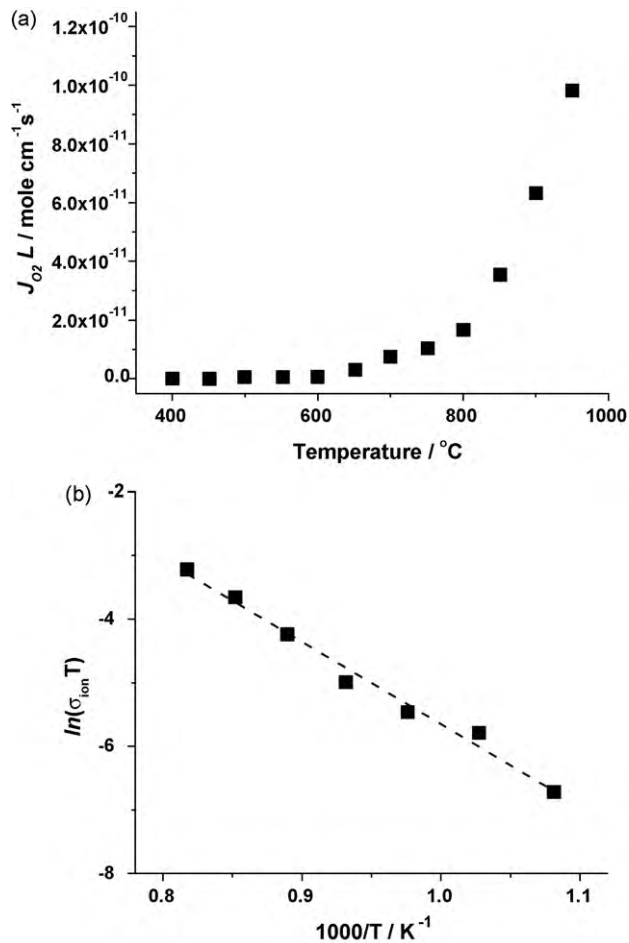 (a)
1.2x10⁻¹⁰
1.0x10⁻¹⁰
8.0x10⁻¹¹
6.0x10⁻¹¹
4.0x10⁻¹¹
2.0x10⁻¹¹
0.0
J_O2 L / mole cm⁻¹s⁻¹
400 600 800 1000
Temperature / °C
(b)
-2
-4
-6
-8
ln(σ_ion T)
0.8 0.9 1.0 1.1
1000/T / K⁻¹